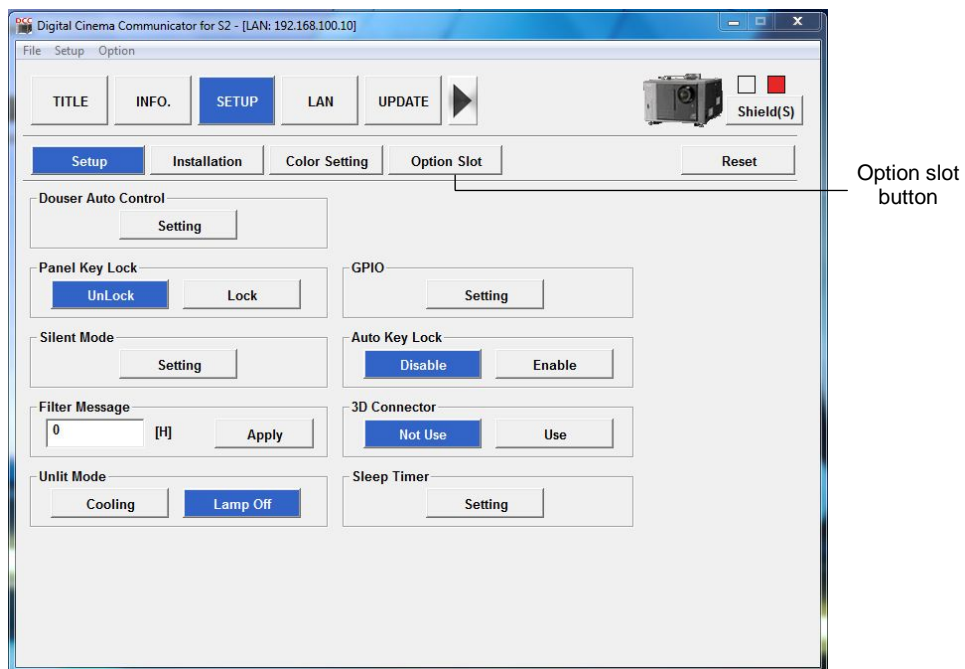 DCC Digital Cinema Communicator for S2 - [LAN: 192.168.100.10]
File Setup Option
TITLE INFO. SETUP LAN UPDATE Shield(S)
Setup Installation Color Setting Option Slot Reset
Option slot
button
Douser Auto Control
Setting
Panel Key Lock GPIO
UnLock Lock Setting
Silent Mode Auto Key Lock
Setting Disable Enable
Filter Message 3D Connector
0 [H] Apply Not Use Use
Unlit Mode Sleep Timer
Cooling Lamp Off Setting